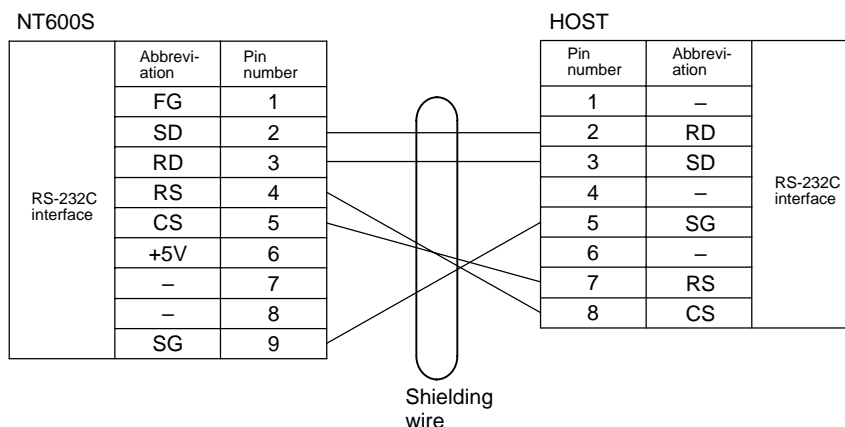 NT600S
HOST
Abbrevi-
ation
Pin
number
Pin
number
Abbrevi-
ation
FG 1
1 –
SD 2
2 RD
RD 3
3 SD
RS 4
4 –
CS 5
5 SG
+5V 6
6 –
– 7
7 RS
– 8
8 CS
SG 9
RS-232C
interface
RS-232C
interface
Shielding
wire